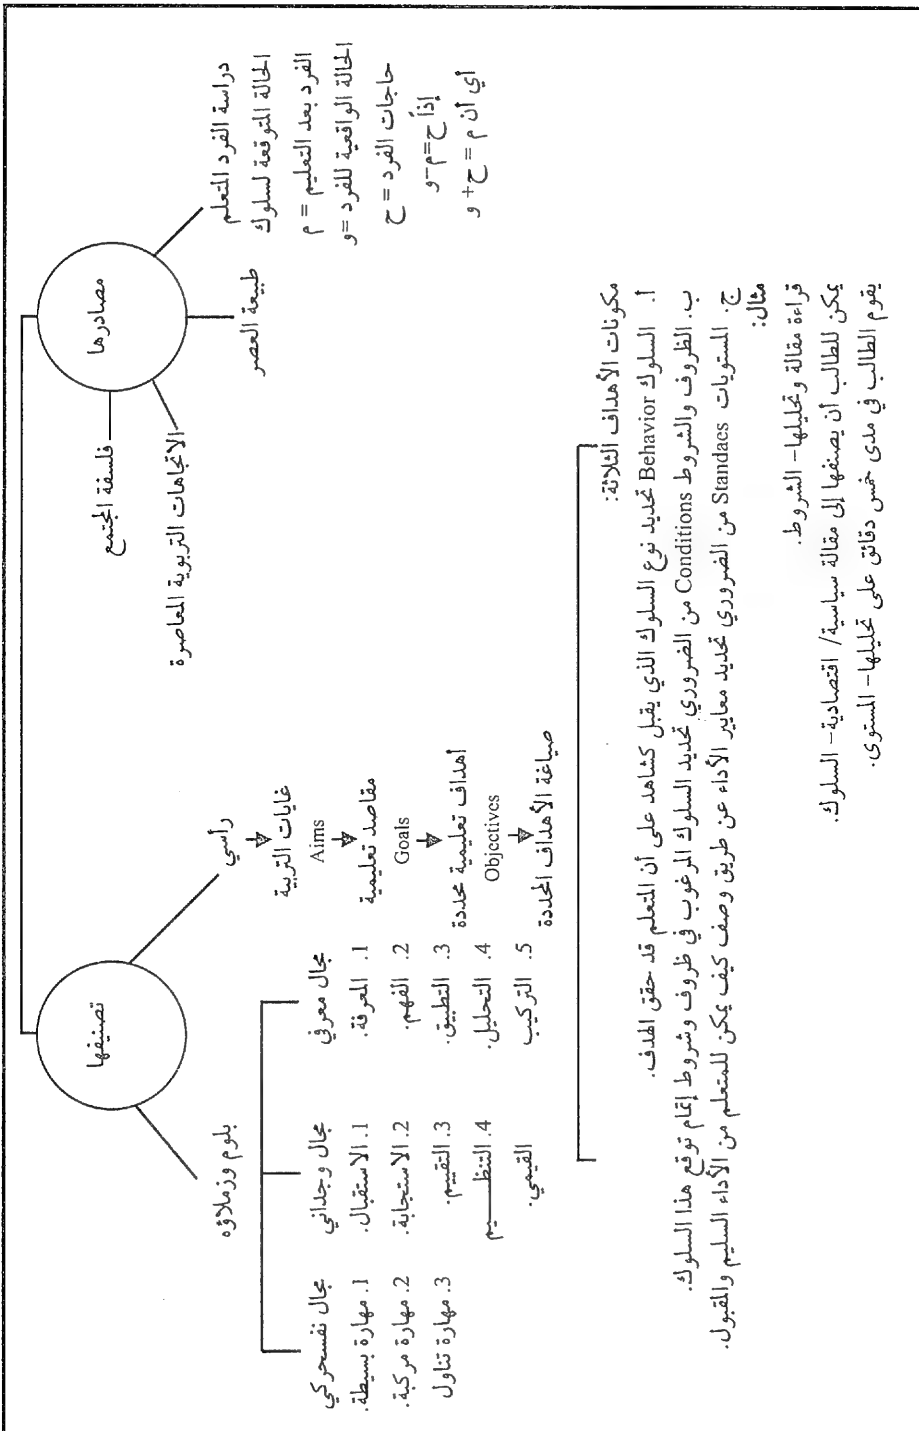 مصادرها
دراسة الفرد المتعلم
الحالة المتوقعة لسلوك
الفرد بعد التعليم = م
الحالة الواقعية للفرد = و
حاجات الفرد = ح
إذاً ح=م-و
أي أن م = ح + و
طبيعة العصر
الاتجاهات التربوية المعاصرة
فلسفة المجتمع
تصنيفها
رأسي
غايات التربية
Aims
مقاصد تعليمية
Goals
أهداف تعليمية محددة
Objectives
صياغة الأهداف المحددة
بلوم وزملاؤه
مجال معرفي
1. المعرفة.
2. الفهم.
3. التطبيق.
4. التحليل.
5. التركيب
مجال وجداني
1. الاستقبال.
2. الاستجابة.
3. التقييم.
4. التنظيــــم
القيمي.
مجال نفسحركي
1. مهارة بسيطة.
2. مهارة مركبة.
3. مهارة تناول
مكونات الأهداف الثلاثة:
أ. السلوك Behavior تحديد نوع السلوك الذي يقبل كشاهد على أن المتعلم قد حقق الهدف.
ب. الظروف والشروط Conditions من الضروري تحديد السلوك المرغوب في ظروف وشروط إتمام توقع هذا السلوك.
ج. المستويات Standacs من الضروري تحديد معايير الأداء عن طريق وصف كيف يمكن للمتعلم من الأداء السليم والمقبول.
مثال:
قراءة مقالة وتحليلها- الشروط.
يمكن للطالب أن يصنفها إلى مقالة سياسية/ اقتصادية- السلوك.
يقوم الطالب في مدى خمس دقائق على تحليلها- المستوى.